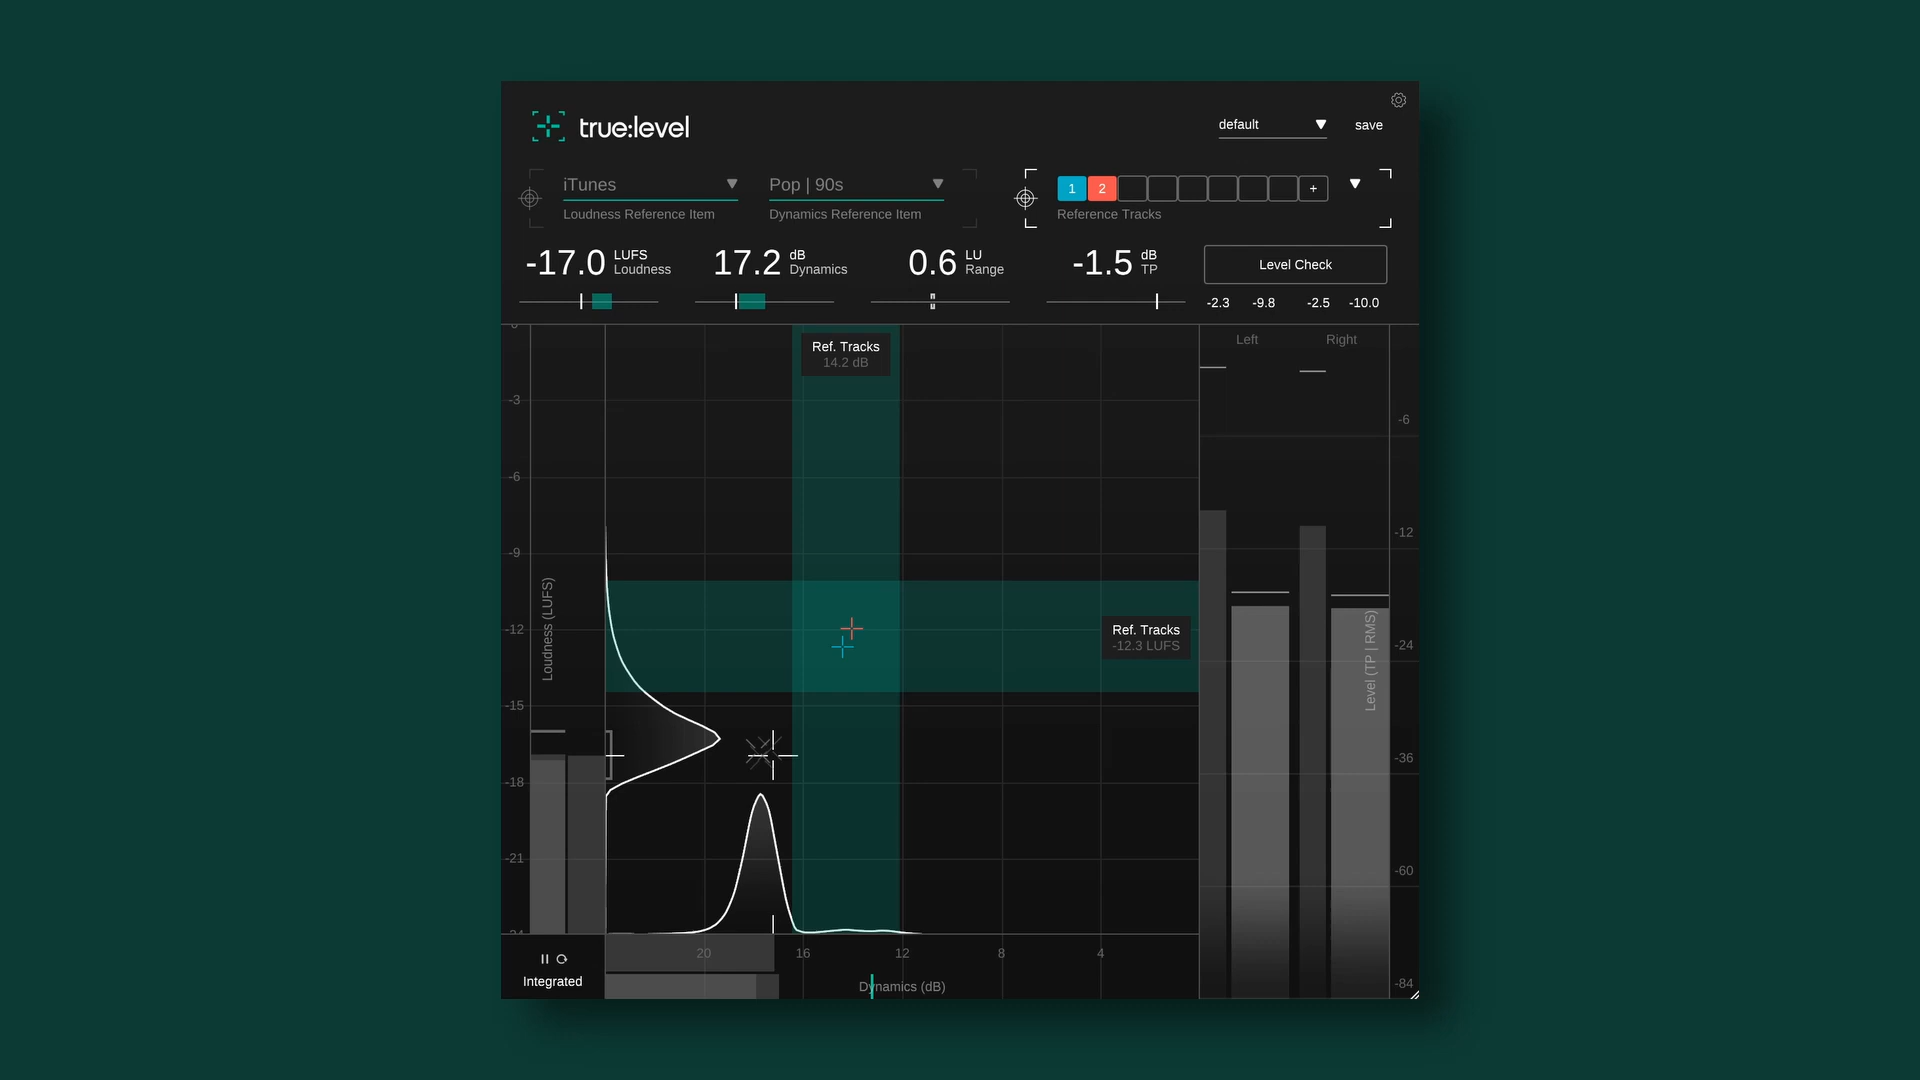 true:level
default
save
iTunes
Pop | 90s
1
2
+
Loudness Reference Item
Dynamics Reference Item
Reference Tracks
-17.0 LUFS Loudness
17.2 dB Dynamics
0.6 LU Range
-1.5 dB TP
Level Check
-2.3 -9.8 -2.5 -10.0
Ref. Tracks
14.2 dB
Left
Right
0
-3
-6
-9
-12
-15
-18
-21
-24
Loudness (LUFS)
Ref. Tracks
-12.3 LUFS
-6
-12
-24
-36
-60
-84
Level (TP | RMS)
20 16 12 8 4
Dynamics (dB)
Integrated